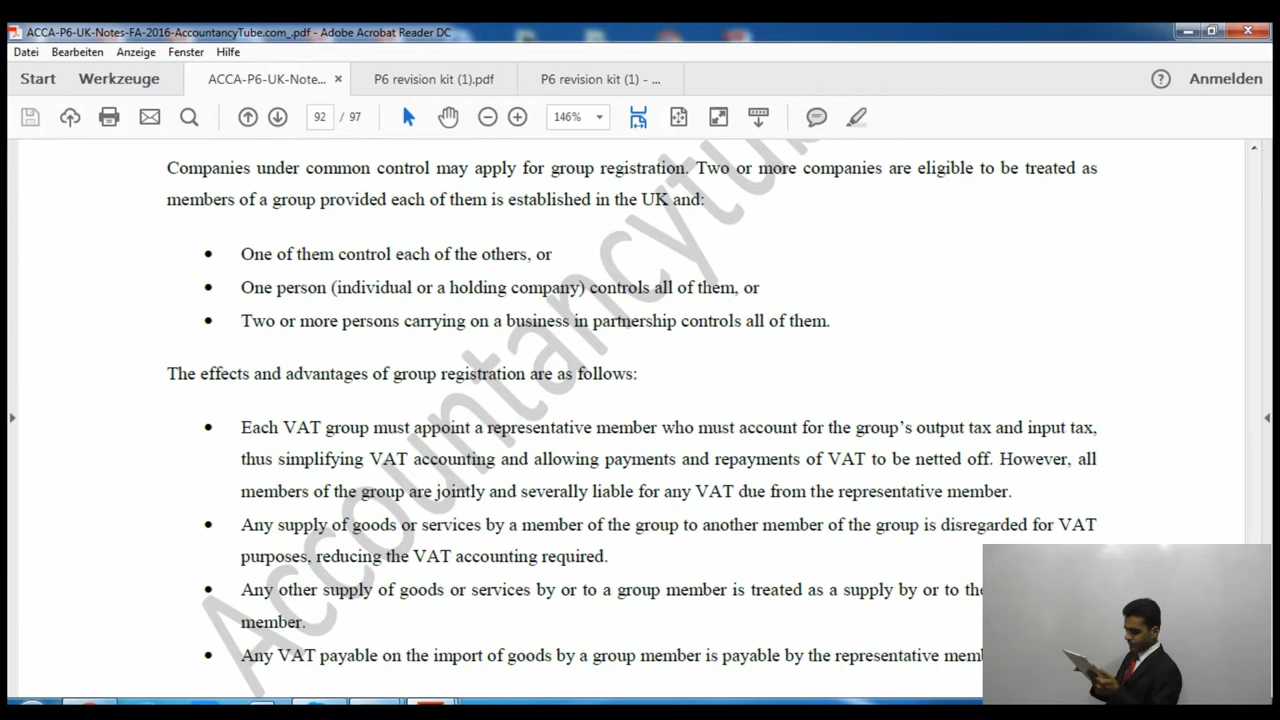 ACCA-P6-UK-Notes-FA-2016-AccountancyTube.com_.pdf - Adobe Acrobat Reader DC
Datei Bearbeiten Anzeige Fenster Hilfe
Start Werkzeuge ACCA-P6-UK-Note... × P6 revision kit (1).pdf P6 revision kit (1) - ... Anmelden
92 / 97 146%
Companies under common control may apply for group registration. Two or more companies are eligible to be treated as
members of a group provided each of them is established in the UK and:
• One of them control each of the others, or
• One person (individual or a holding company) controls all of them, or
• Two or more persons carrying on a business in partnership controls all of them.
The effects and advantages of group registration are as follows:
• Each VAT group must appoint a representative member who must account for the group's output tax and input tax,
thus simplifying VAT accounting and allowing payments and repayments of VAT to be netted off. However, all
members of the group are jointly and severally liable for any VAT due from the representative member.
• Any supply of goods or services by a member of the group to another member of the group is disregarded for VAT
purposes, reducing the VAT accounting required.
• Any other supply of goods or services by or to a group member is treated as a supply by or to the
member.
• Any VAT payable on the import of goods by a group member is payable by the representative
Accountancytub